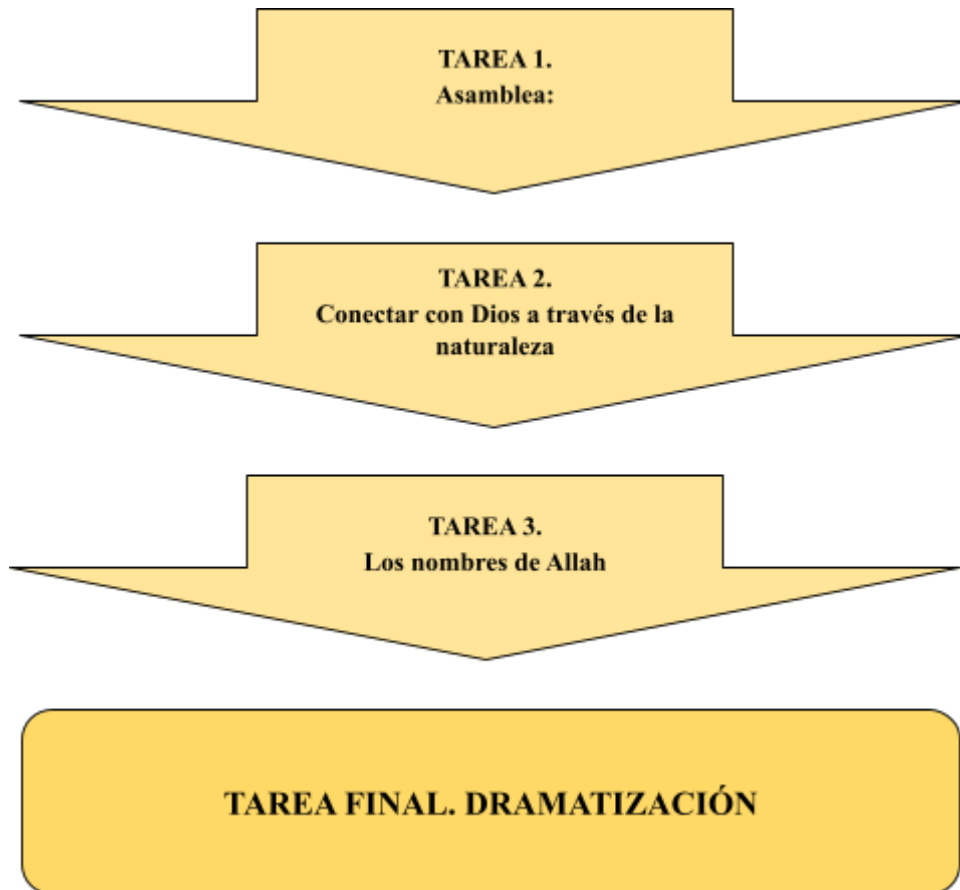 TAREA 1.
Asamblea:
TAREA 2.
Conectar con Dios a través de la
naturaleza
TAREA 3.
Los nombres de Allah
TAREA FINAL. DRAMATIZACIÓN